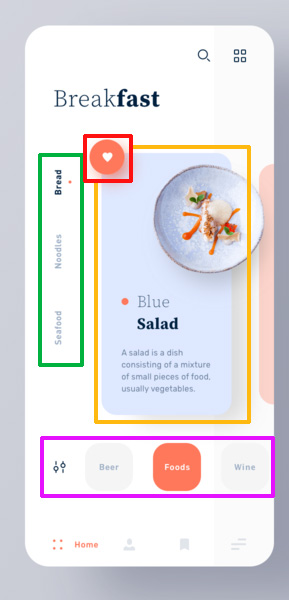 Breakfast
Bread
Noodles
Seafood
Blue
Salad
A salad is a dish
consisting of a mixture
of small pieces of food,
usually vegetables.
Beer
Foods
Wine
Home